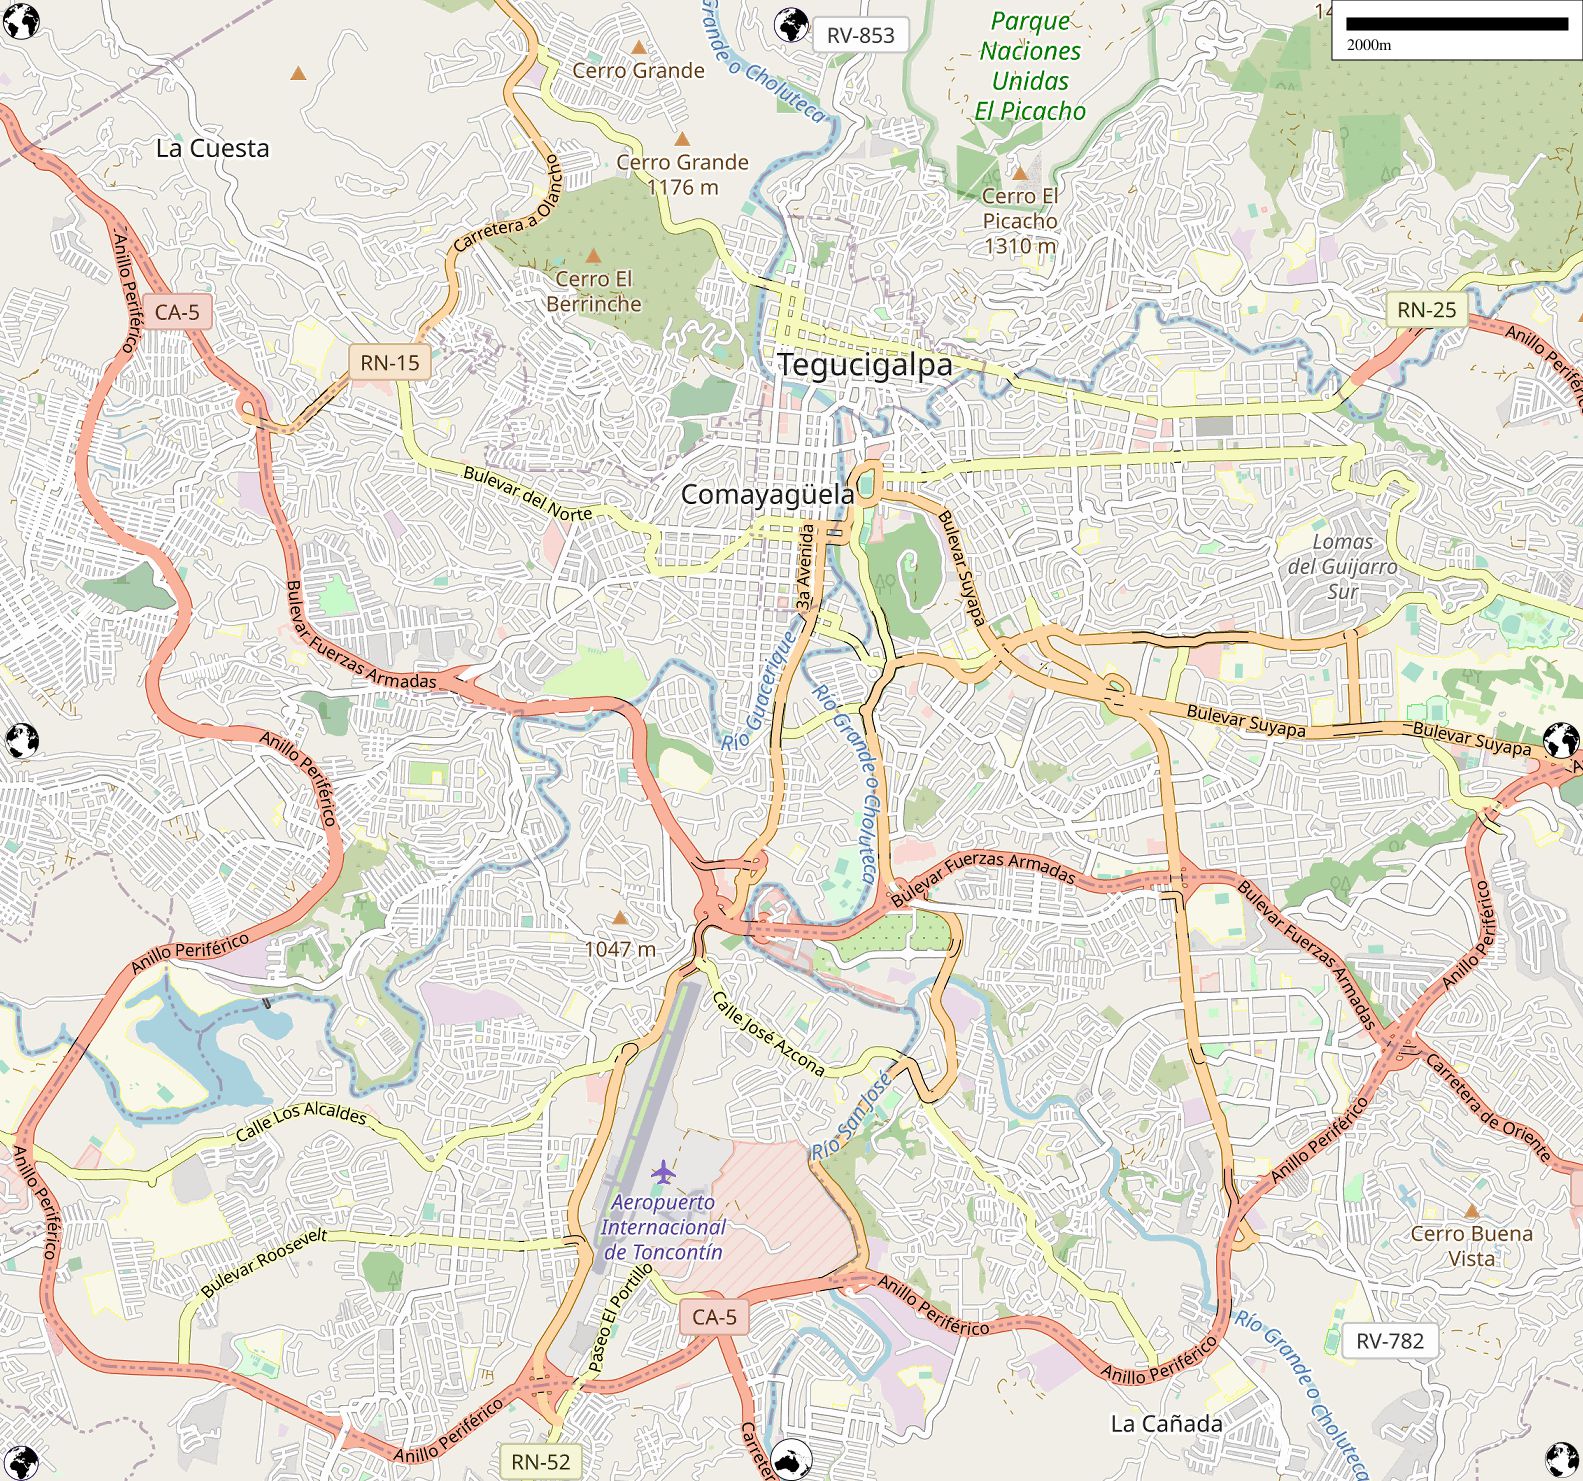 RV-853
2000m
Parque
Naciones
Unidas
El Picacho
14
Grande o Choluteca
Cerro Grande
La Cuesta
Cerro Grande
1176 m
Carretera a Olancho
Cerro El
Picacho
1310 m
Cerro El
Berrinche
Anillo Periférico
CA-5
RN-25
Anillo Periférico
RN-15
Tegucigalpa
Bulevar del Norte
Comayagüela
3a Avenida
Bulevar Suyapa
Lomas
del Guijarro
Sur
Bulevar Fuerzas Armadas
Río Guacerique
Río Grande o Choluteca
Bulevar Suyapa
Bulevar Suyapa
Anillo Periférico
Bulevar Fuerzas Armadas
Bulevar Fuerzas Armadas
Anillo Periférico
Anillo Periférico
1047 m
Calle José Azcona
Carretera de Oriente
Calle Los Alcaldes
Río San José
Anillo Periférico
Anillo Periférico
Aeropuerto
Internacional
de Toncontín
Cerro Buena
Vista
Bulevar Roosevelt
Paseo El Portillo
CA-5
Anillo Periférico
Río Grande o Choluteca
RV-782
Anillo Periférico
Anillo Periférico
La Cañada
RN-52
Carreter